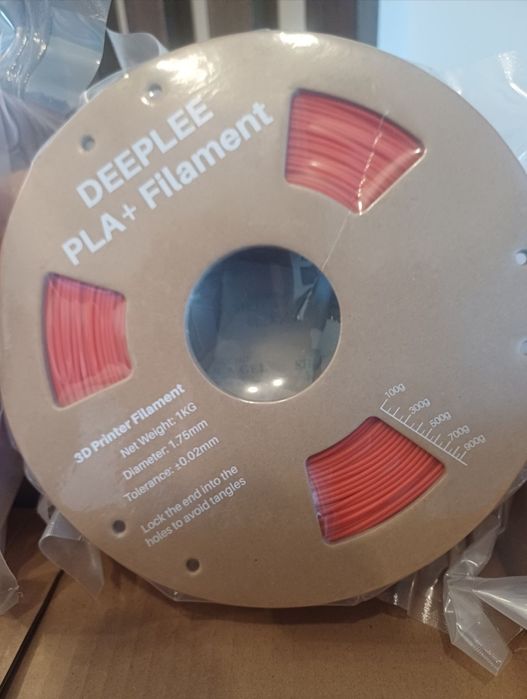 DEEPLEE
PLA+ Filament
100g
300g
500g
700g
900g
3D Printer Filament
Net Weight: 1KG
Diameter: 1.75mm
Tolerance: ±0.02mm
Lock the end into the
holes to avoid tangles